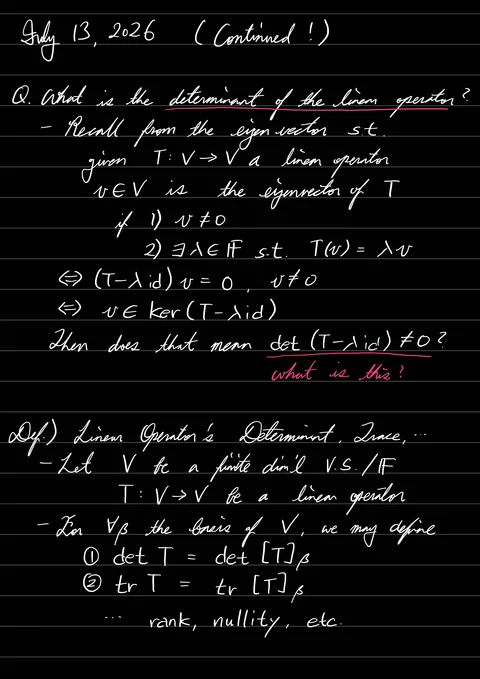 July 13, 2026 (Continued!)
Q. What is the determinant of the linear operator?
- Recall from the eigenvector s.t.
given T: V → V a linear operator
v ∈ V is the eigenvector of T
if 1) v ≠ 0
2) ∃ λ ∈ 𝔽 s.t. T(v) = λv
⇔ (T-λid)v = 0, v ≠ 0
⇔ v ∈ ker(T-λid)
Then does that mean det(T-λid) ≠ 0?
what is this?
Def.) Linear Operator's Determinant, Trace, ...
- Let V be a finite dim'l V.S./𝔽
T: V → V be a linear operator
- For ∀β the basis of V, we may define
① det T = det [T]β
② tr T = tr [T]β
... rank, nullity, etc.